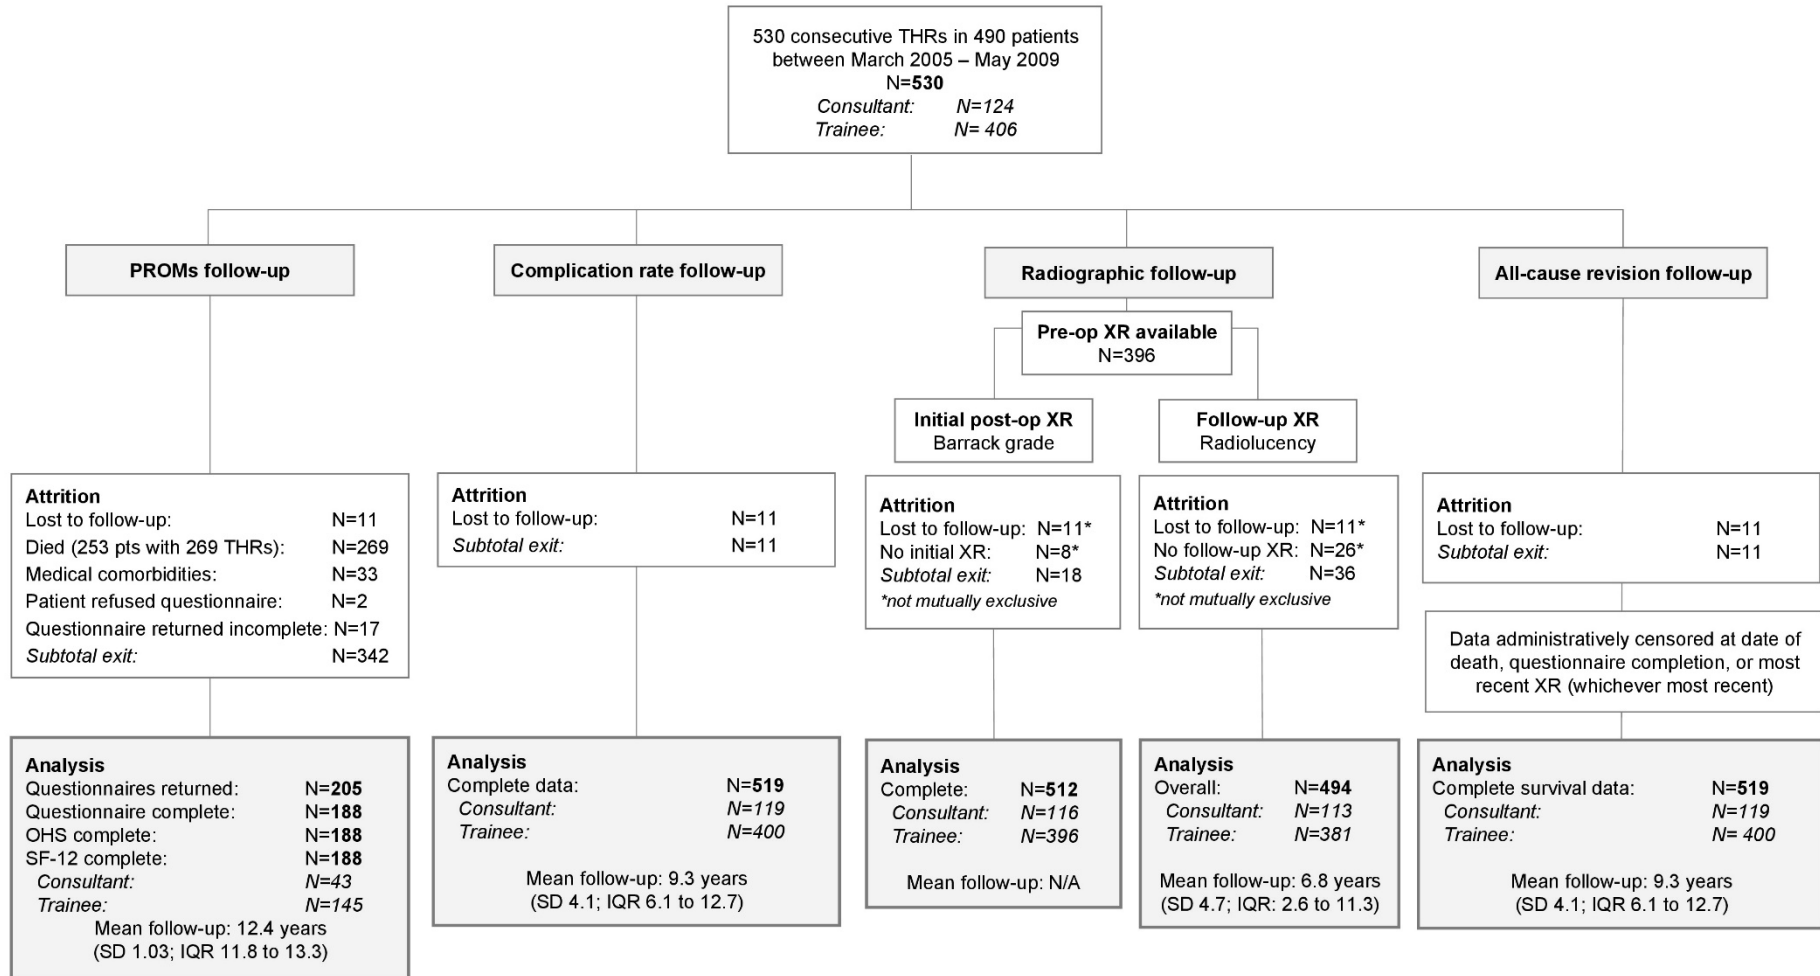 530 consecutive THRs in 490 patients
between March 2005 – May 2009
N=530
Consultant: N=124
Trainee: N= 406
PROMs follow-up
Complication rate follow-up
Radiographic follow-up
All-cause revision follow-up
Pre-op XR available
N=396
Initial post-op XR
Barrack grade
Follow-up XR
Radiolucency
Attrition
Lost to follow-up: N=11
Died (253 pts with 269 THRs): N=269
Medical comorbidities: N=33
Patient refused questionnaire: N=2
Questionnaire returned incomplete: N=17
Subtotal exit: N=342
Attrition
Lost to follow-up: N=11
Subtotal exit: N=11
Attrition
Lost to follow-up: N=11*
No initial XR: N=8*
Subtotal exit: N=18
*not mutually exclusive
Attrition
Lost to follow-up: N=11*
No follow-up XR: N=26*
Subtotal exit: N=36
*not mutually exclusive
Attrition
Lost to follow-up: N=11
Subtotal exit: N=11
Data administratively censored at date of
death, questionnaire completion, or most
recent XR (whichever most recent)
Analysis
Questionnaires returned: N=205
Questionnaire complete: N=188
OHS complete: N=188
SF-12 complete: N=188
Consultant: N=43
Trainee: N=145
Mean follow-up: 12.4 years
(SD 1.03; IQR 11.8 to 13.3)
Analysis
Complete data: N=519
Consultant: N=119
Trainee: N=400
Mean follow-up: 9.3 years
(SD 4.1; IQR 6.1 to 12.7)
Analysis
Complete: N=512
Consultant: N=116
Trainee: N=396
Mean follow-up: N/A
Analysis
Overall: N=494
Consultant: N=113
Trainee: N=381
Mean follow-up: 6.8 years
(SD 4.7; IQR: 2.6 to 11.3)
Analysis
Complete survival data: N=519
Consultant: N=119
Trainee: N= 400
Mean follow-up: 9.3 years
(SD 4.1; IQR 6.1 to 12.7)